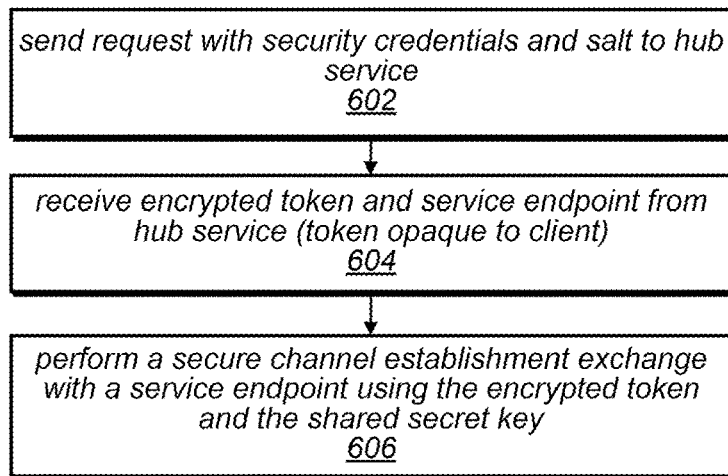 send request with security credentials and salt to hub
service
602
receive encrypted token and service endpoint from
hub service (token opaque to client)
604
perform a secure channel establishment exchange
with a service endpoint using the encrypted token
and the shared secret key
606